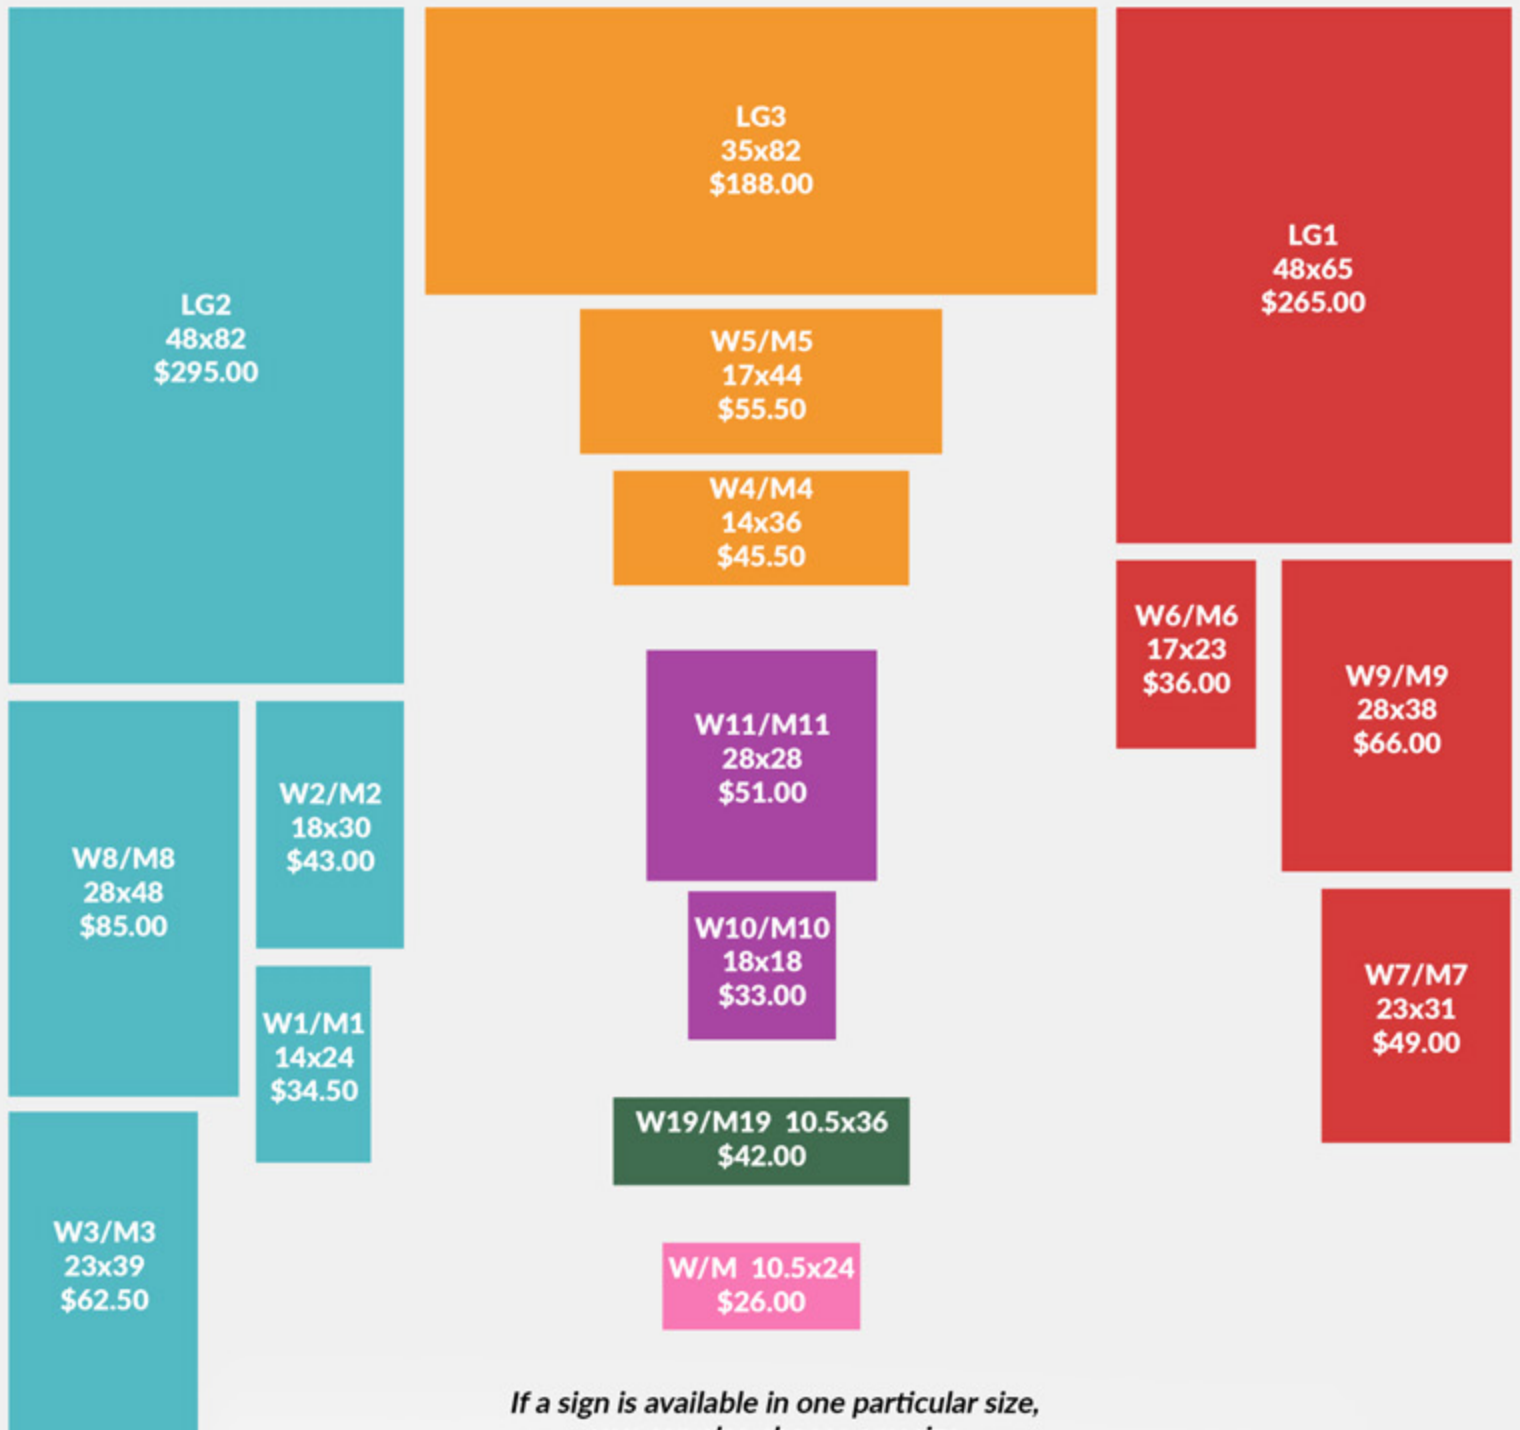 LG2
48x82
$295.00
LG3
35x82
$188.00
LG1
48x65
$265.00
W5/M5
17x44
$55.50
W4/M4
14x36
$45.50
W6/M6
17x23
$36.00
W9/M9
28x38
$66.00
W11/M11
28x28
$51.00
W8/M8
28x48
$85.00
W2/M2
18x30
$43.00
W10/M10
18x18
$33.00
W7/M7
23x31
$49.00
W1/M1
14x24
$34.50
W19/M19 10.5x36
$42.00
W3/M3
23x39
$62.50
W/M 10.5x24
$26.00
If a sign is available in one particular size,